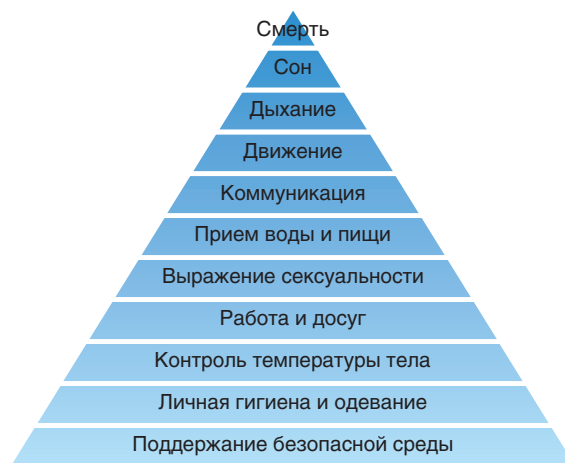 Смерть
Сон
Дыхание
Движение
Коммуникация
Прием воды и пищи
Выражение сексуальности
Работа и досуг
Контроль температуры тела
Личная гигиена и одевание
Поддержание безопасной среды